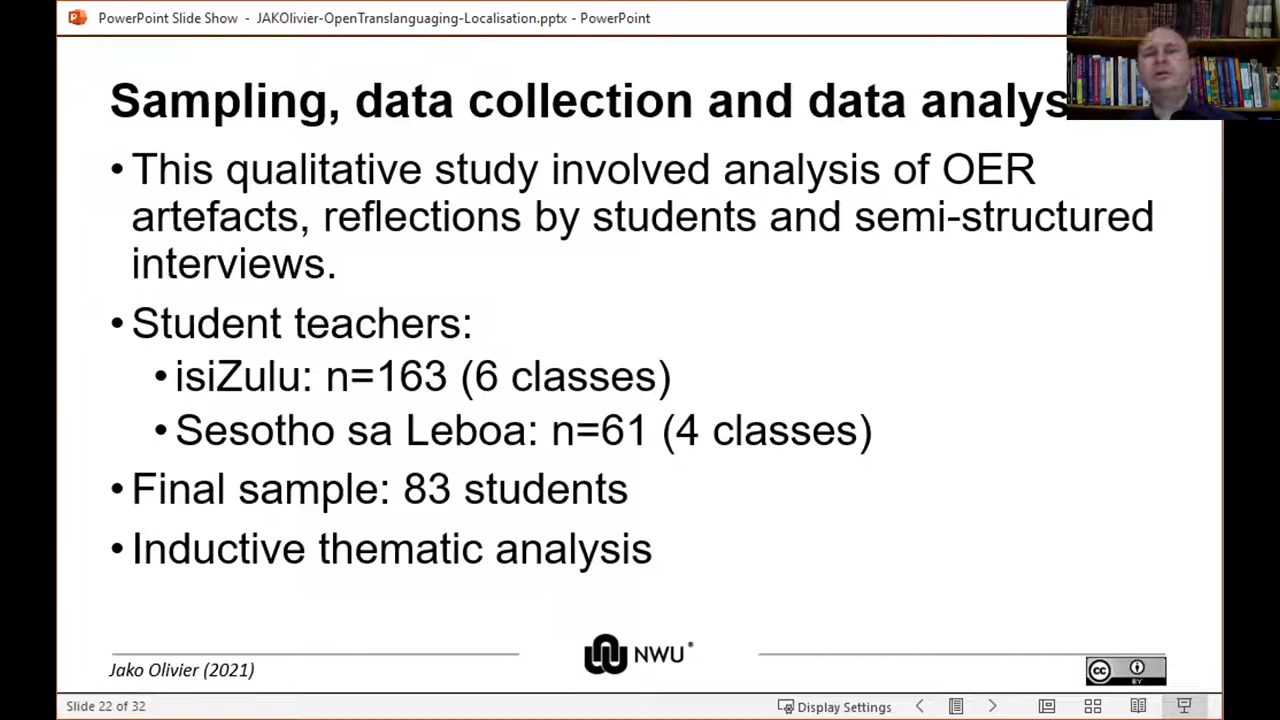 PowerPoint Slide Show - JAKOlivier-OpenTranslanguaging-Localisation.pptx - PowerPoint
Sampling, data collection and data analys
• This qualitative study involved analysis of OER
artefacts, reflections by students and semi-structured
interviews.
• Student teachers:
• isiZulu: n=163 (6 classes)
• Sesotho sa Leboa: n=61 (4 classes)
• Final sample: 83 students
• Inductive thematic analysis
Jako Olivier (2021)
NWU®
CC BY
Slide 22 of 32
Display Settings